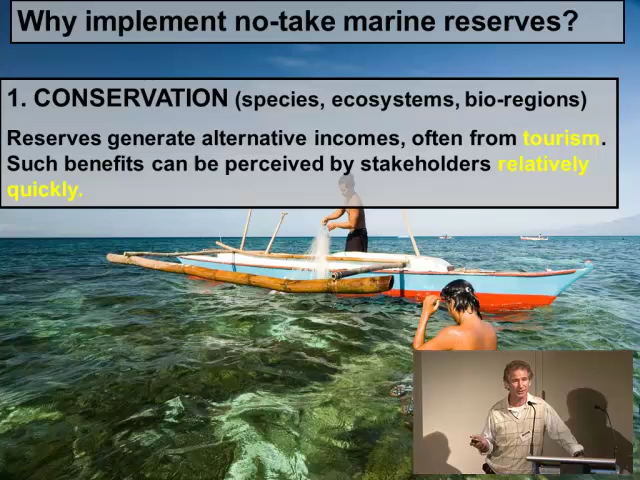 Why implement no-take marine reserves?
1. CONSERVATION (species, ecosystems, bio-regions)
Reserves generate alternative incomes, often from tourism.
Such benefits can be perceived by stakeholders relatively
quickly.